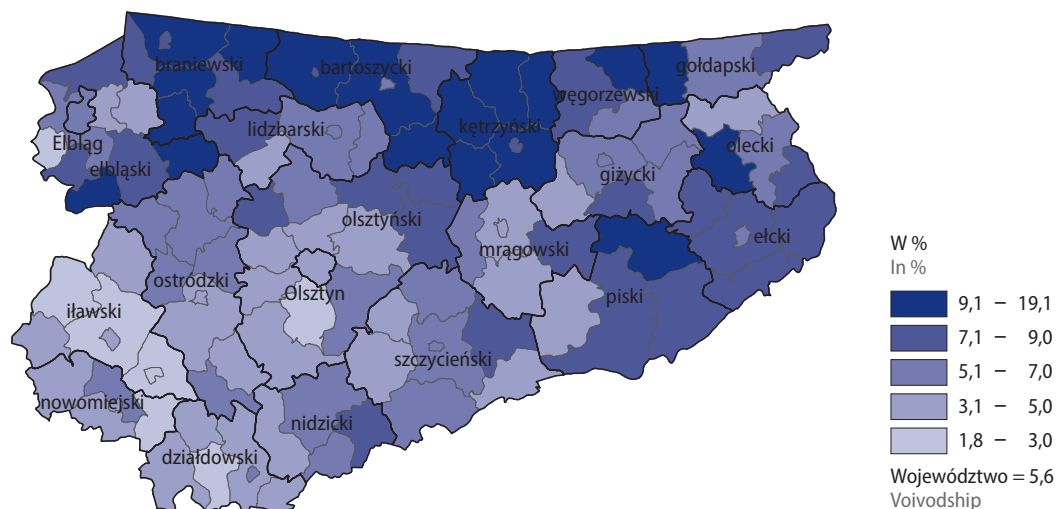 braniewski
bartoszycki
gołdapski
węgorzewski
Elbląg
lidzbarski
kętrzyński
olecki
elbląski
giżycki
olsztyński
mrągowski
ełcki
ostródzki
Olsztyn
piski
iławski
szczycieński
nowomiejski
nidzicki
działdowski
W %
In %
9,1 – 19,1
7,1 – 9,0
5,1 – 7,0
3,1 – 5,0
1,8 – 3,0
Województwo = 5,6
Voivodship